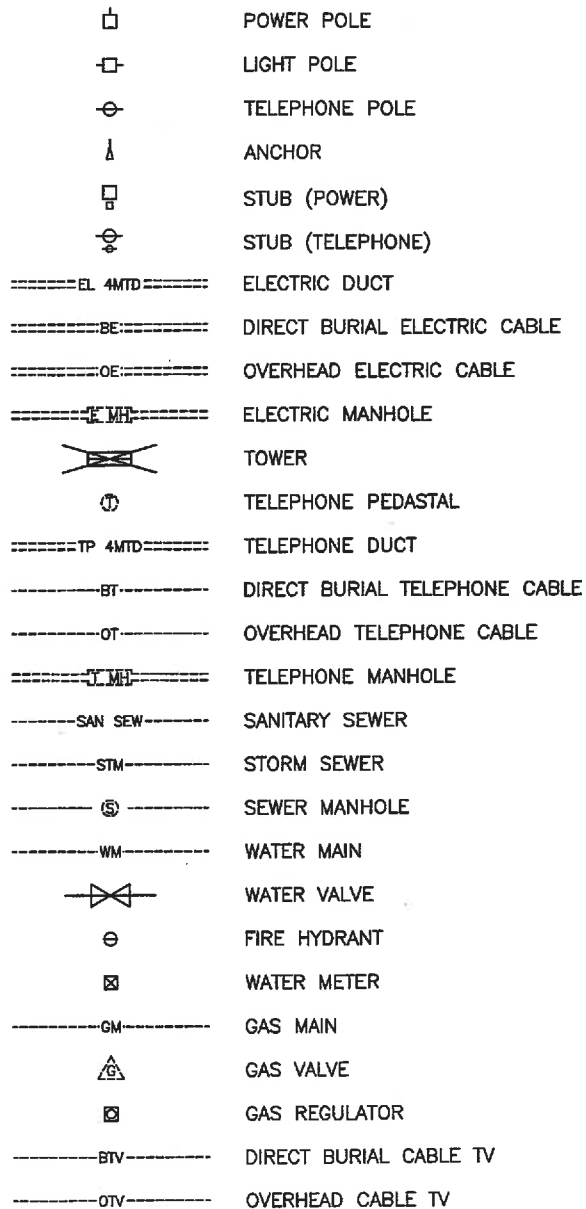 POWER POLE
LIGHT POLE
TELEPHONE POLE
ANCHOR
STUB (POWER)
STUB (TELEPHONE)
EL 4MTD ELECTRIC DUCT
BE DIRECT BURIAL ELECTRIC CABLE
OE OVERHEAD ELECTRIC CABLE
E MH ELECTRIC MANHOLE
TOWER
T TELEPHONE PEDASTAL
TP 4MTD TELEPHONE DUCT
BT DIRECT BURIAL TELEPHONE CABLE
OT OVERHEAD TELEPHONE CABLE
T MH TELEPHONE MANHOLE
SAN SEW SANITARY SEWER
STM STORM SEWER
S SEWER MANHOLE
WM WATER MAIN
WATER VALVE
FIRE HYDRANT
WATER METER
GM GAS MAIN
G GAS VALVE
GAS REGULATOR
BTV DIRECT BURIAL CABLE TV
OTV OVERHEAD CABLE TV